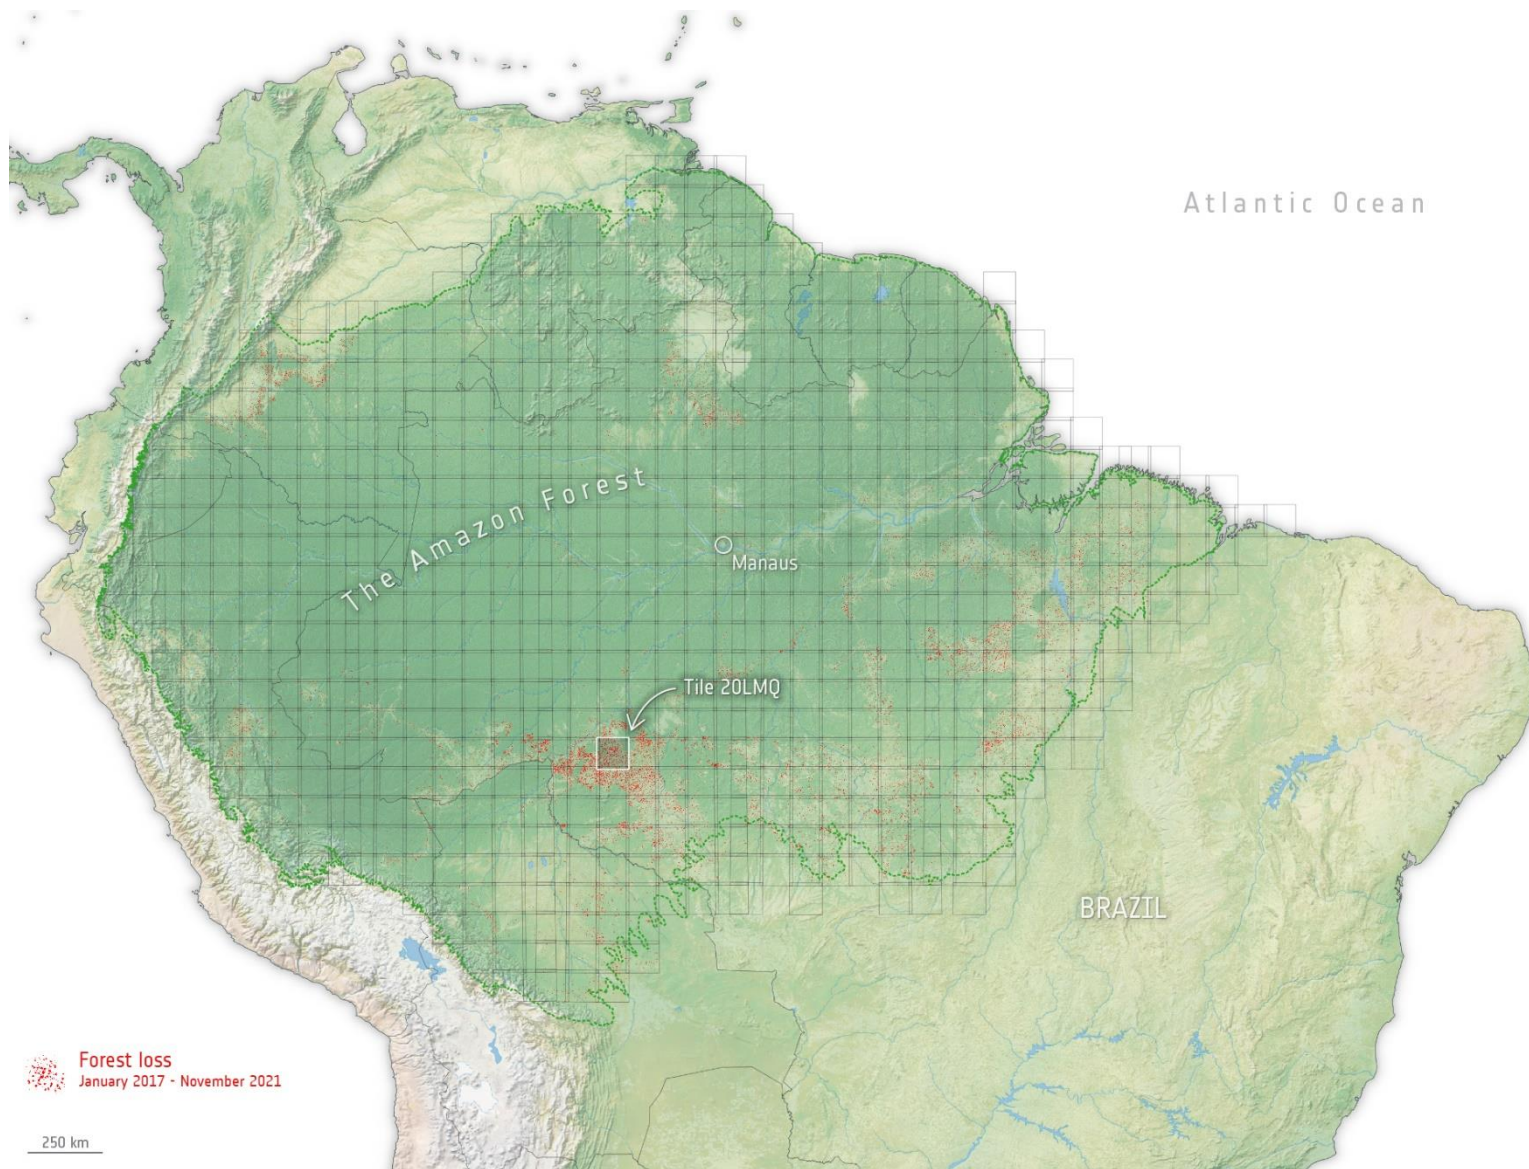 Atlantic Ocean
The Amazon Forest
Manaus
Tile 20LMQ
BRAZIL
Forest loss
January 2017 - November 2021
250 km